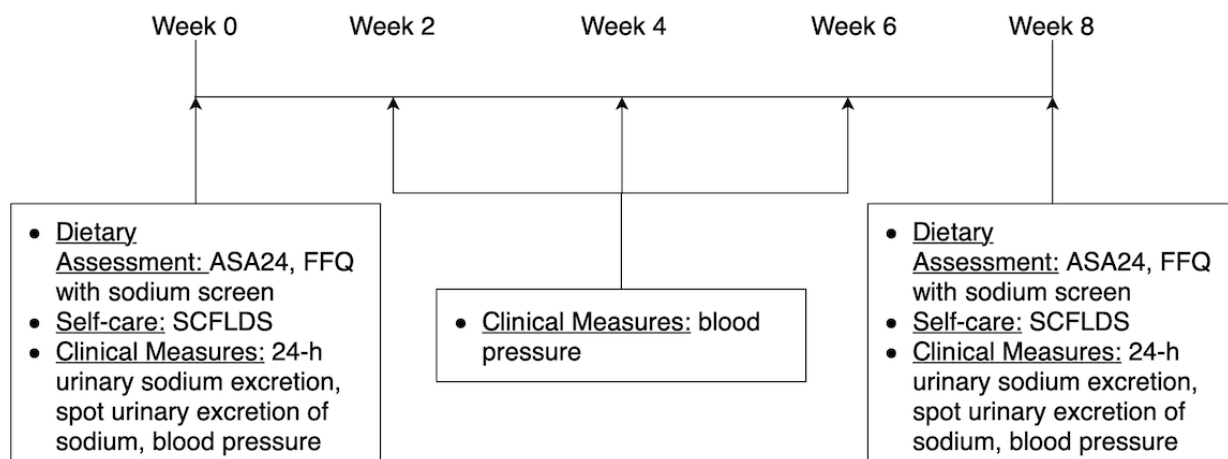 Week 0
Week 2
Week 4
Week 6
Week 8
• Dietary
Assessment: ASA24, FFQ
with sodium screen
• Self-care: SCFLDS
• Clinical Measures: 24-h
urinary sodium excretion,
spot urinary excretion of
sodium, blood pressure
• Clinical Measures: blood
pressure
• Dietary
Assessment: ASA24, FFQ
with sodium screen
• Self-care: SCFLDS
• Clinical Measures: 24-h
urinary sodium excretion,
spot urinary excretion of
sodium, blood pressure